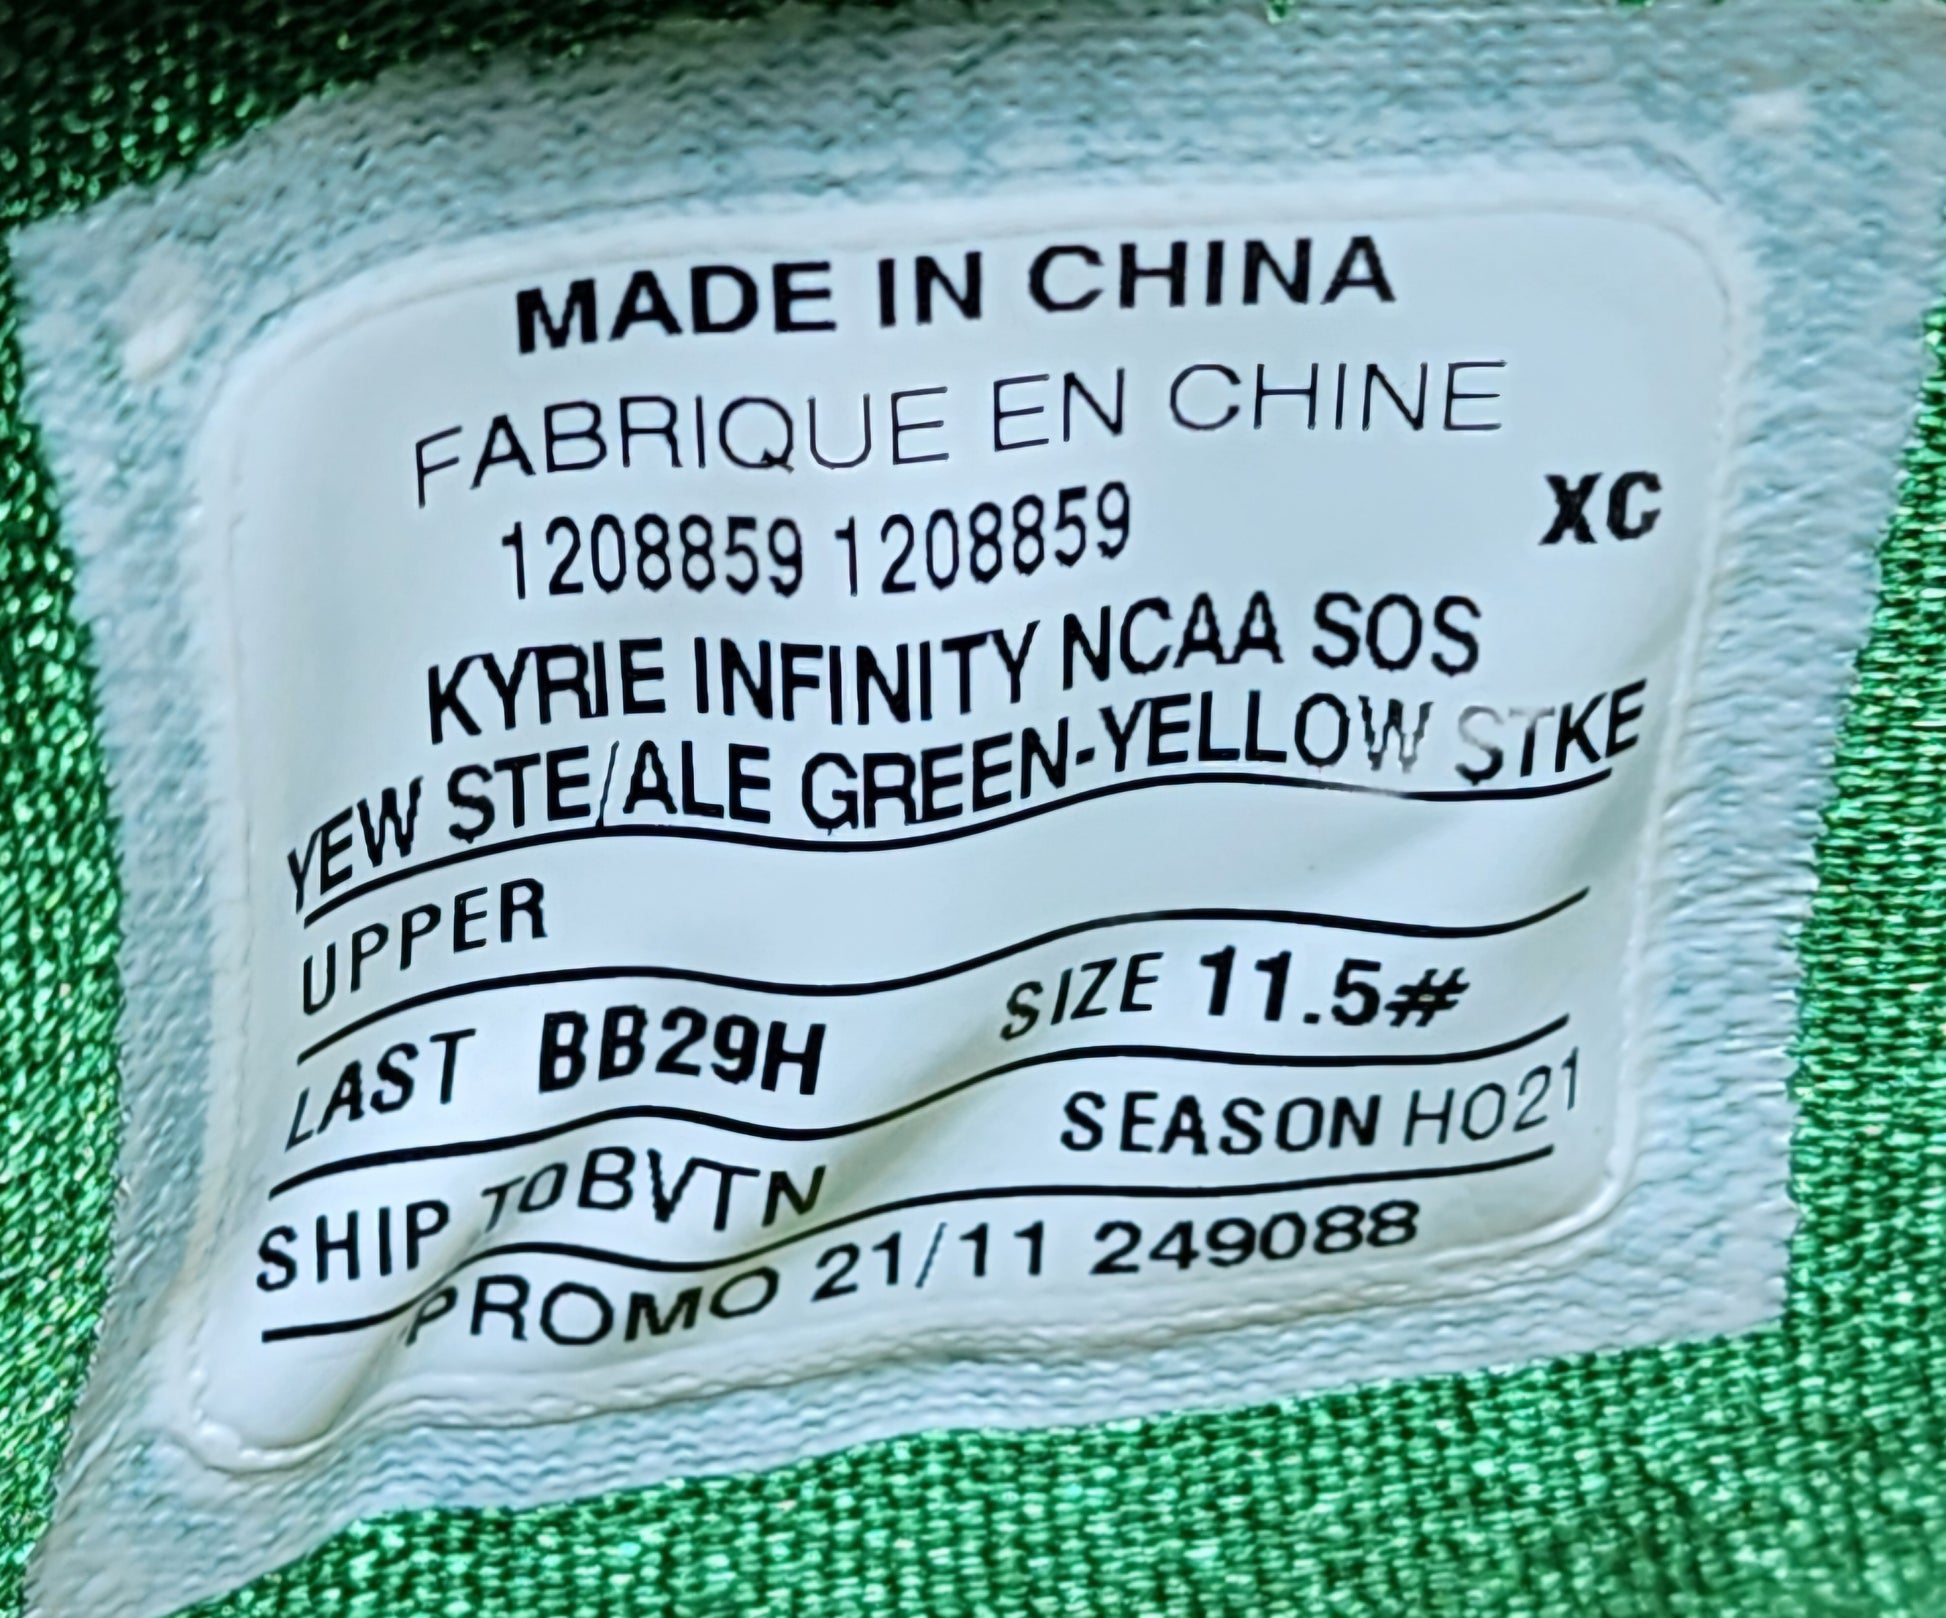 MADE IN CHINA
FABRIQUE EN CHINE
1208859 1208859 XC
KYRIE INFINITY NCAA SOS
YEW STE/ALE GREEN-YELLOW STKE
UPPER
LAST BB29H SIZE 11.5#
SHIP TO BVTN SEASON HO21
PROMO 21/11 249088